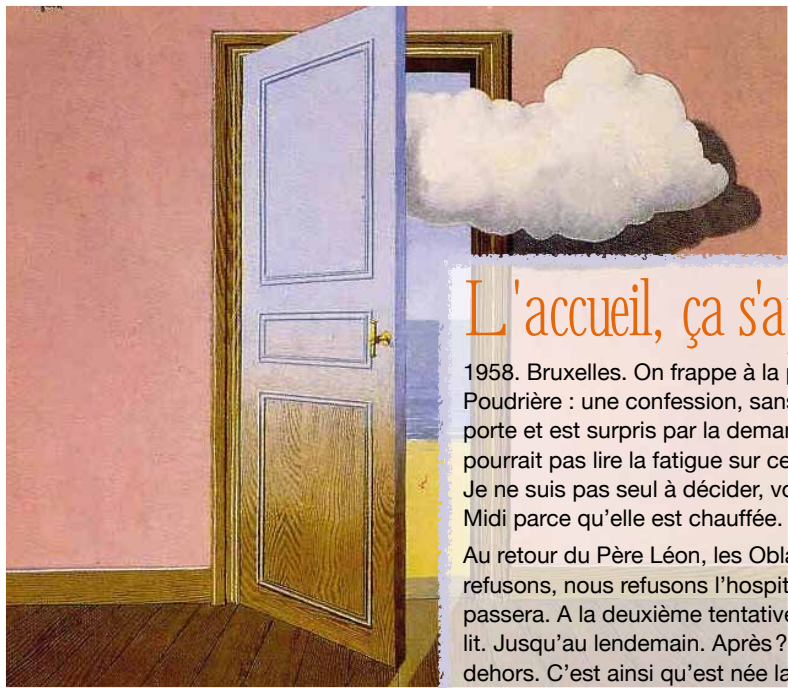 L'accueil, ça s'a
1958. Bruxelles. On frappe à la p
Poudrière : une confession, sans
porte et est surpris par la deman
pourrait pas lire la fatigue sur ce
Je ne suis pas seul à décider, vo
Midi parce qu'elle est chauffée.
Au retour du Père Léon, les Obla
refusons, nous refusons l'hospit
passera. A la deuxième tentative
lit. Jusqu'au lendemain. Après ?
dehors. C'est ainsi qu'est née la